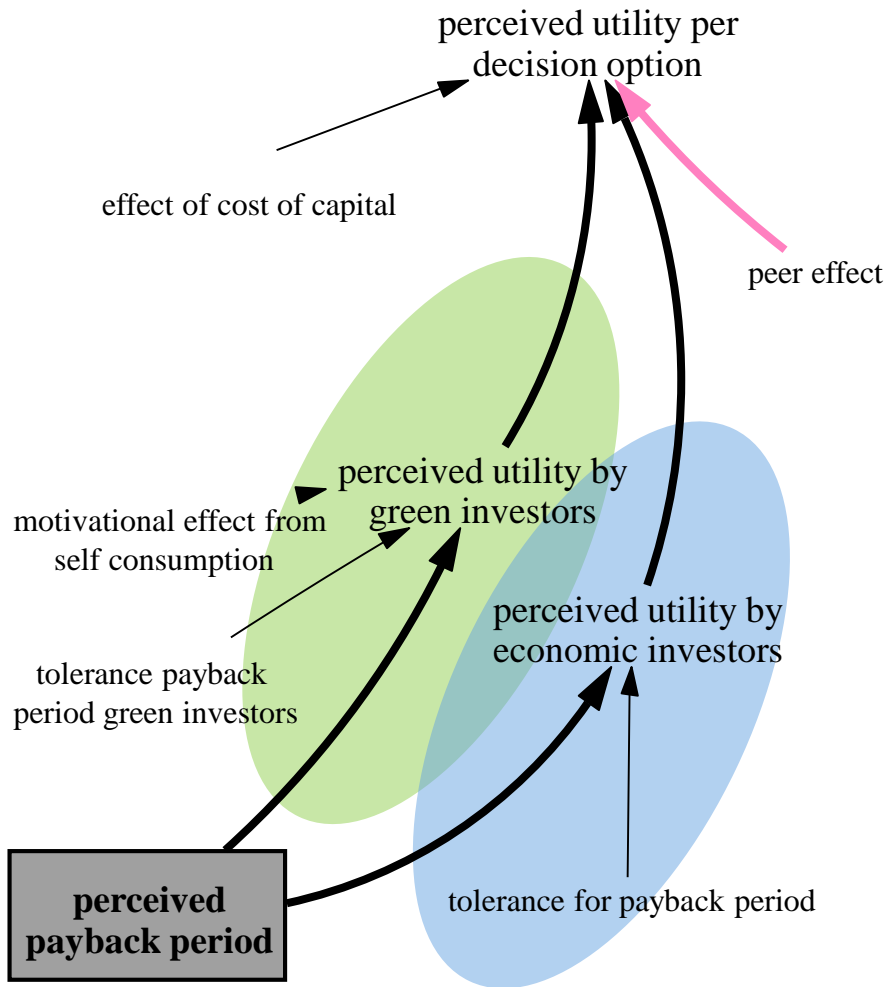 perceived utility per
decision option
effect of cost of capital
peer effect
perceived utility by
green investors
motivational effect from
self consumption
perceived utility by
economic investors
tolerance payback
period green investors
perceived
payback period
tolerance for payback period